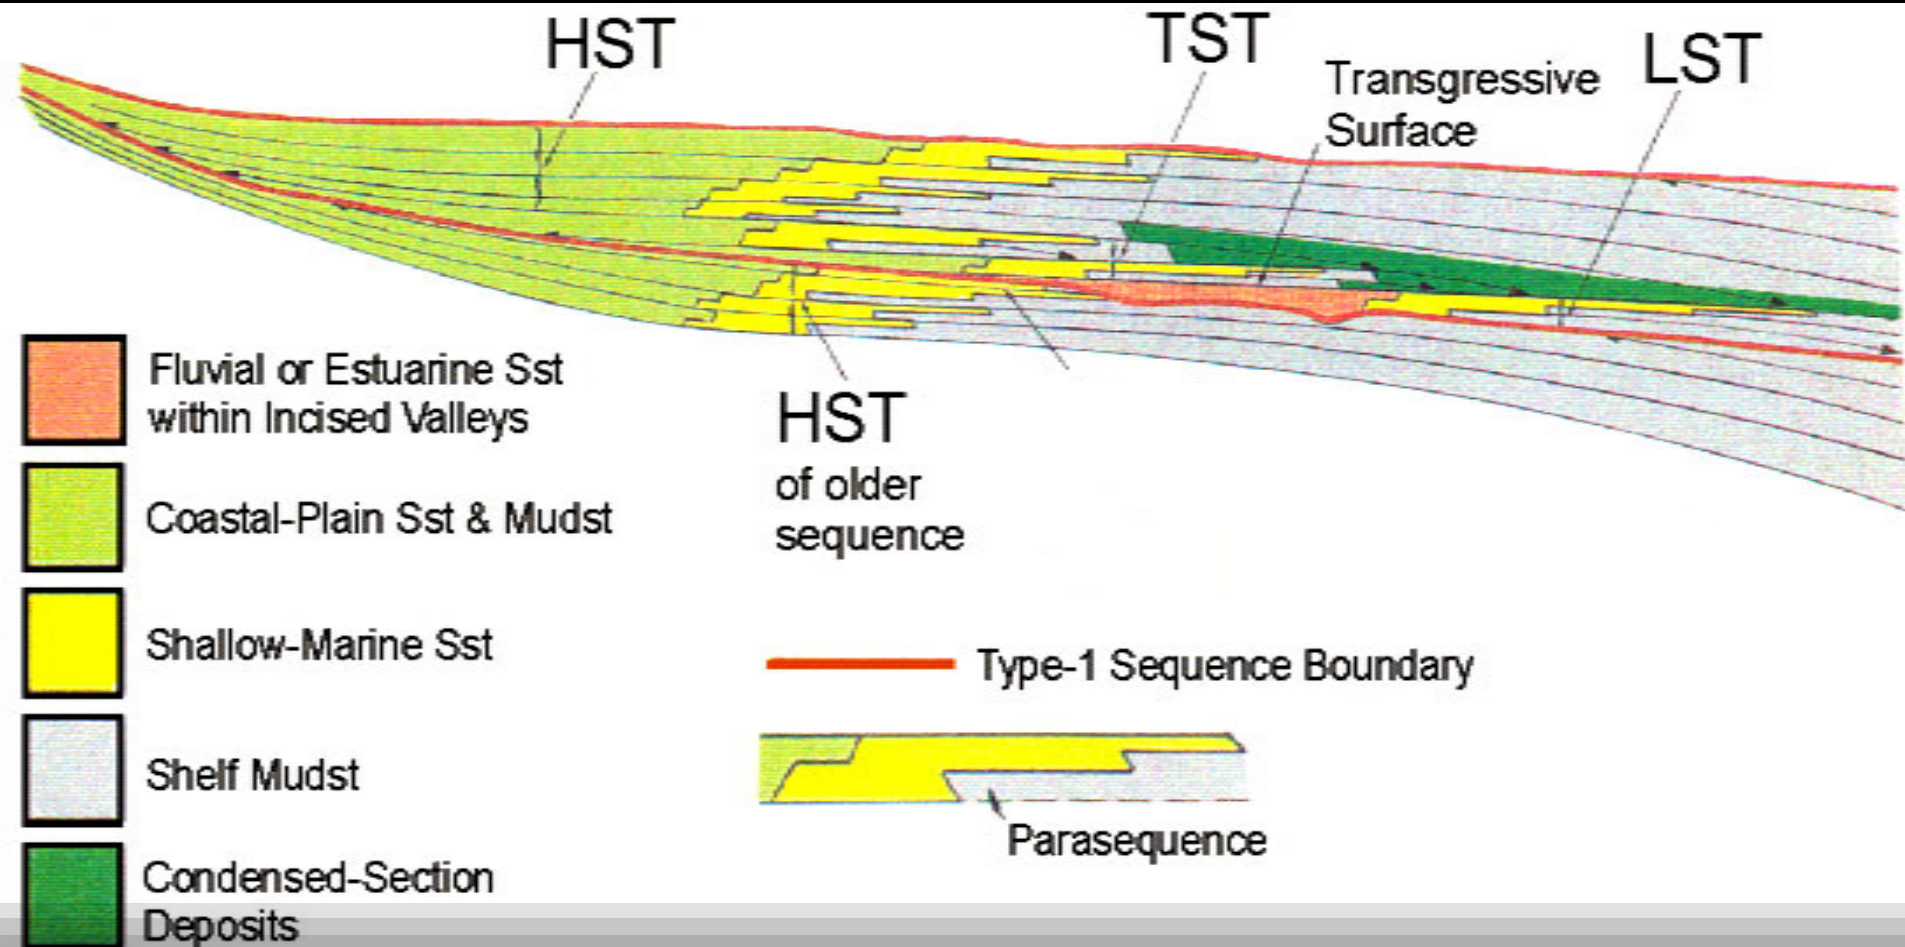 HST
TST
Transgressive
Surface
LST
HST
of older
sequence
Fluvial or Estuarine Sst
within Incised Valleys
Coastal-Plain Sst & Mudst
Shallow-Marine Sst
Shelf Mudst
Condensed-Section
Deposits
Type-1 Sequence Boundary
Parasequence